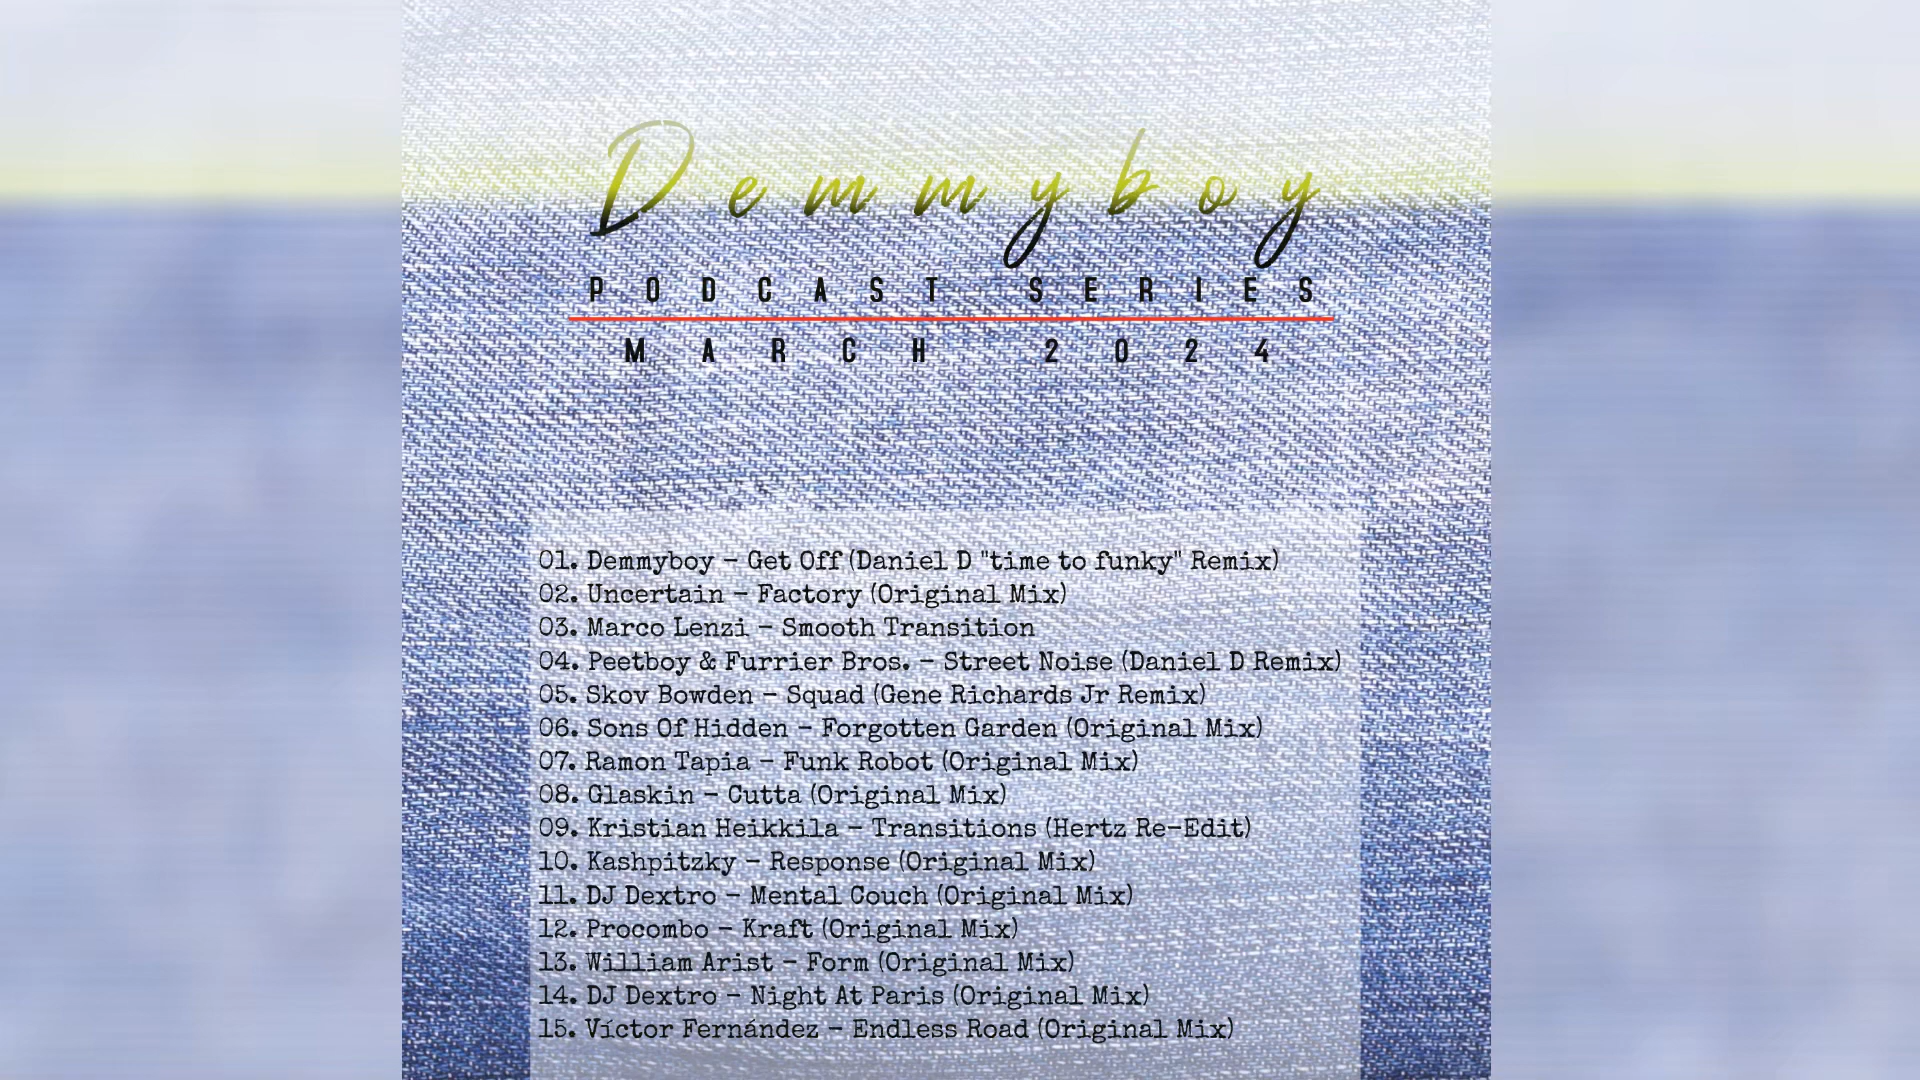 Demmyboy
PODCAST SERIES
MARCH 2024
01. Demmyboy - Get Off (Daniel D "time to funky" Remix)
02. Uncertain - Factory (Original Mix)
03. Marco Lenzi - Smooth Transition
04. Peetboy & Furrier Bros. - Street Noise (Daniel D Remix)
05. Skov Bowden - Squad (Gene Richards Jr Remix)
06. Sons Of Hidden - Forgotten Garden (Original Mix)
07. Ramon Tapia - Funk Robot (Original Mix)
08. Glaskin - Cutta (Original Mix)
09. Kristian Heikkila - Transitions (Hertz Re-Edit)
10. Kashpitzky - Response (Original Mix)
11. DJ Dextro - Mental Couch (Original Mix)
12. Procombo - Kraft (Original Mix)
13. William Arist - Form (Original Mix)
14. DJ Dextro - Night At Paris (Original Mix)
15. Víctor Fernández - Endless Road (Original Mix)